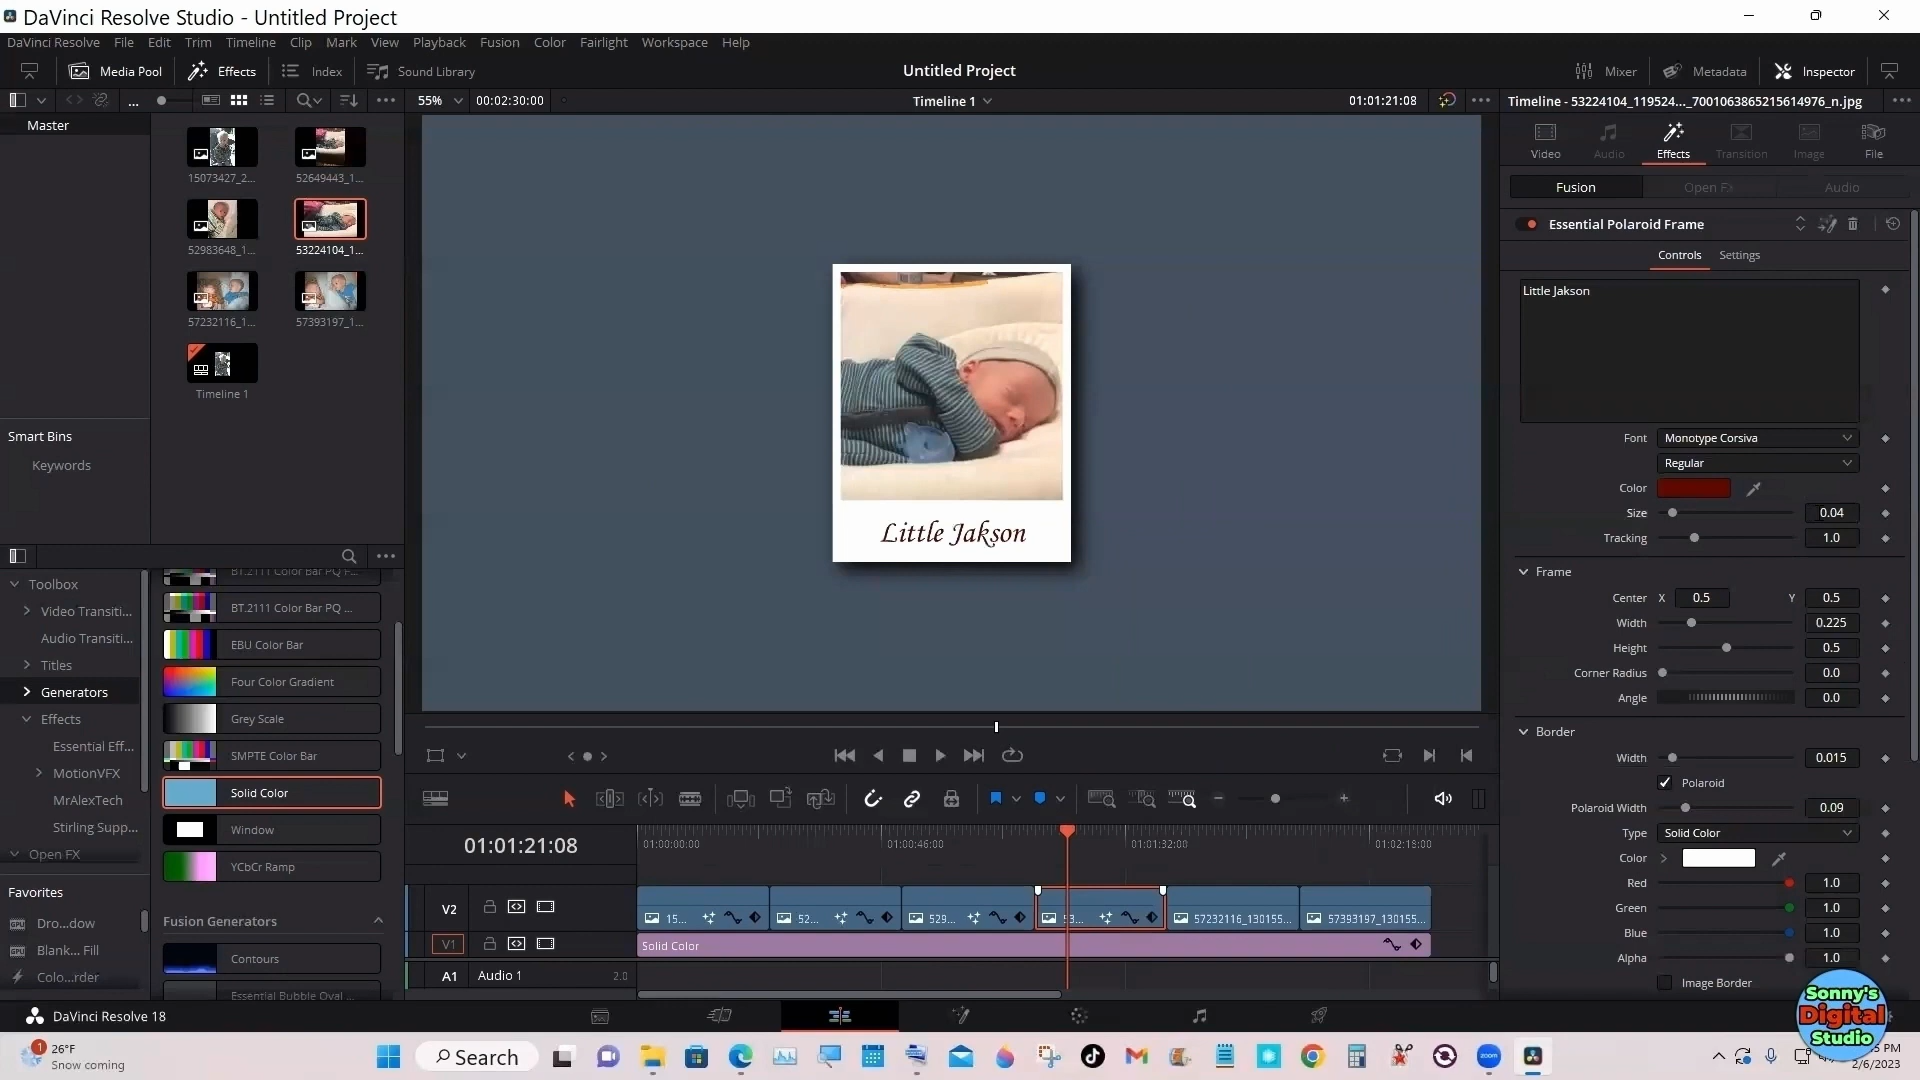 DaVinci Resolve Studio - Untitled Project
DaVinci Resolve File Edit Trim Timeline Clip Mark View Playback Fusion Color Fairlight Workspace Help
Media Pool Effects Index Sound Library Untitled Project Mixer Metadata Inspector
... 55% 00:02:30:00 Timeline 1 01:01:21:08 Timeline - 53224104_119524..._7001063865215614976_n.jpg
Master
15073427_2... 52649443_1...
52983648_1... 53224104_1...
57232116_1... 57393197_1...
Timeline 1
Smart Bins
Keywords
Little Jakson
Video Audio Effects Transition Image File
Fusion Open FX Audio
Essential Polaroid Frame
Controls Settings
Little Jakson
Font Monotype Corsiva
Regular
Color
Size 0.04
Tracking 1.0
Frame
Center X 0.5 Y 0.5
Width 0.225
Height 0.5
Corner Radius 0.0
Angle 0.0
Border
Width 0.015
Polaroid
Polaroid Width 0.09
Type Solid Color
Color
Red 1.0
Green 1.0
Blue 1.0
Alpha 1.0
Image Border
Toolbox
Video Transiti...
Audio Transiti...
Titles
Generators
Effects
Essential Eff...
MotionVFX
MrAlexTech
Stirling Supp...
Open FX
Favorites
Dro...dow
Blank... Fill
Colo...rder
BT.2111 Color Bar PQ F...
BT.2111 Color Bar PQ ...
EBU Color Bar
Four Color Gradient
Grey Scale
SMPTE Color Bar
Solid Color
Window
YCbCr Ramp
Fusion Generators
Contours
Essential Bubble Oval ...
01:01:21:08 01:00:00:00 01:00:46:00 01:01:32:00 01:02:18:00
V2 15... 52... 529... 53... 57232116_130155... 57393197_130155...
V1 Solid Color
A1 Audio 1 2.0
DaVinci Resolve 18
Sonny's
Digital
Studio
1 26°F
Snow coming
Search
zoom
PM
2/6/2023